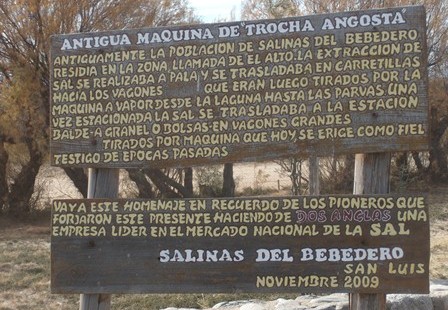 ANTIGUA MAQUINA DE "TROCHA ANGOSTA"
ANTIGUAMENTE LA POBLACION DE SALINAS DEL BEBEDERO
RESIDIA EN LA ZONA LLAMADA DE EL ALTO. LA EXTRACCION DE
SAL SE REALIZABA A PALA Y SE TRASLADABA EN CARRETILLAS
HACIA LOS VAGONES QUE ERAN LUEGO TIRADOS POR LA
MAQUINA A VAPOR DESDE LA LAGUNA HASTA LAS PARVAS UNA
VEZ ESTACIONADA LA SAL SE TRASLADABA A LA ESTACION
BALDE-A GRANEL O BOLSAS-EN VAGONES GRANDES
TIRADOS POR MAQUINA QUE HOY SE ERIGE COMO FIEL
TESTIGO DE EPOCAS PASADAS
VAYA ESTE HOMENAJE EN RECUERDO DE LOS PIONEROS QUE
FORJARON ESTE PRESENTE HACIENDO DE DOS ANCLAS UNA
EMPRESA LIDER EN EL MERCADO NACIONAL DE LA SAL
SALINAS DEL BEBEDERO
SAN LUIS
NOVIEMBRE 2009